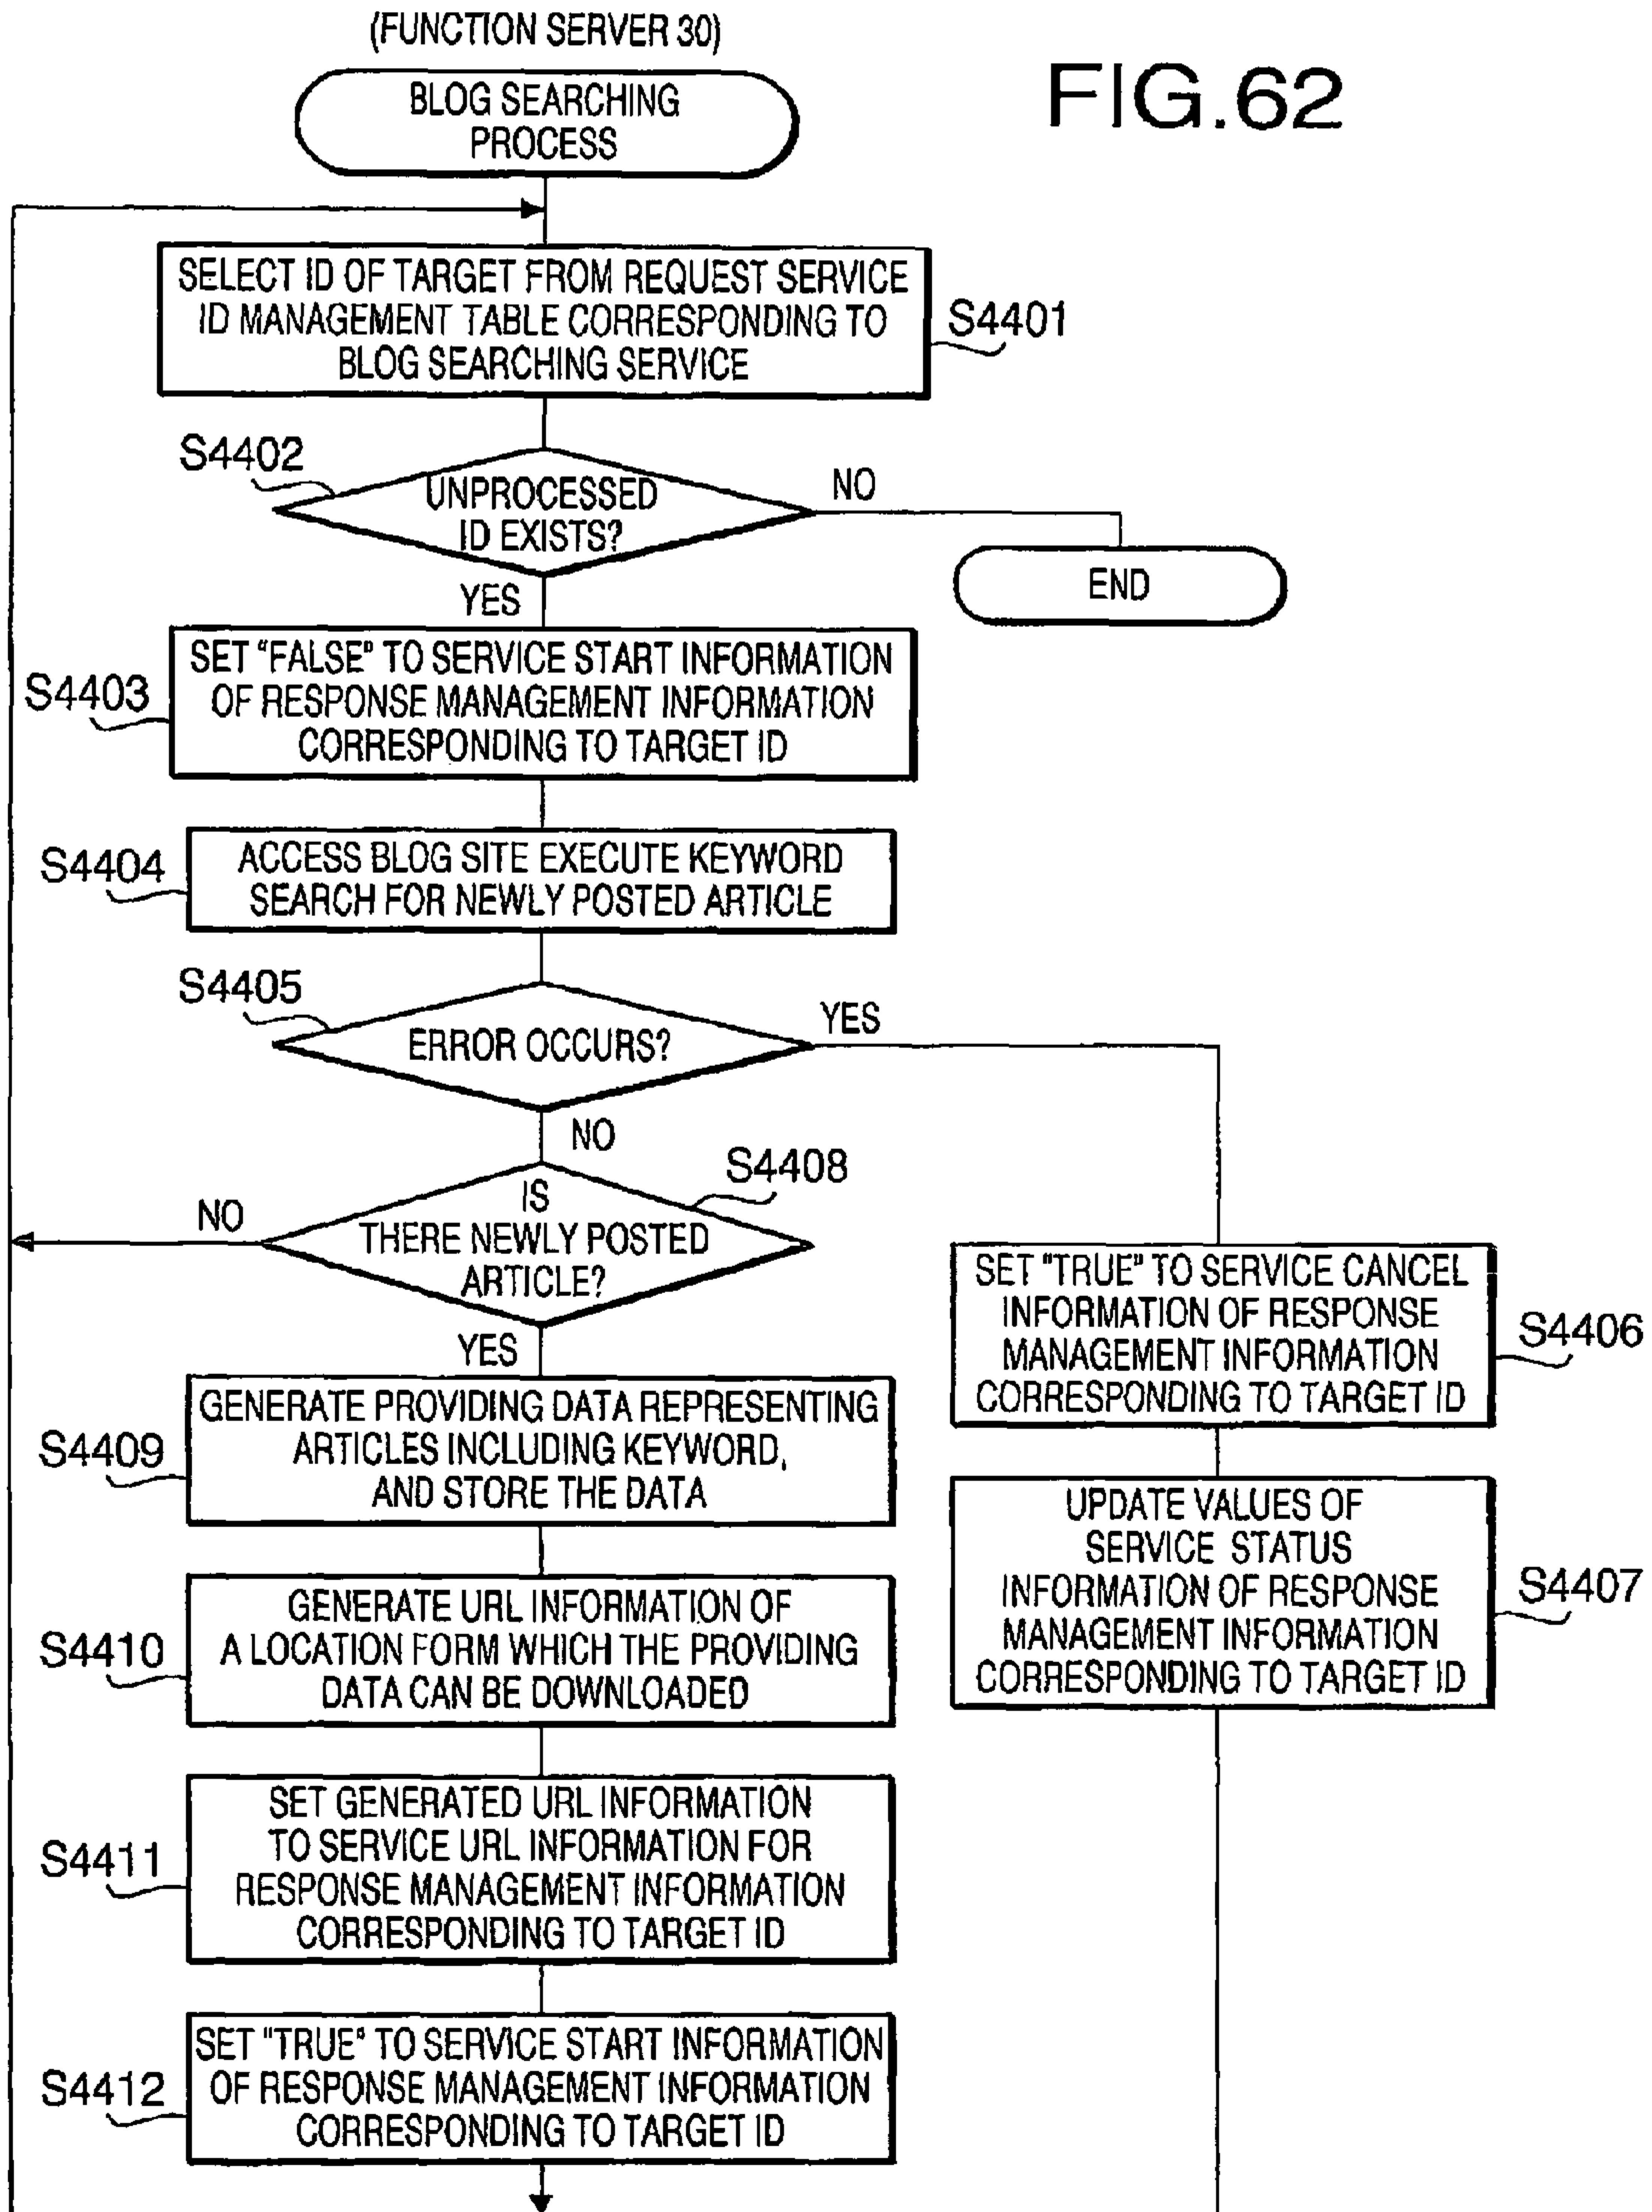 (FUNCTION SERVER 30)
FIG.62
BLOG SEARCHING
PROCESS
SELECT ID OF TARGET FROM REQUEST SERVICE
ID MANAGEMENT TABLE CORRESPONDING TO
BLOG SEARCHING SERVICE
S4401
S4402
UNPROCESSED
ID EXISTS?
NO
END
YES
SET "FALSE" TO SERVICE START INFORMATION
OF RESPONSE MANAGEMENT INFORMATION
CORRESPONDING TO TARGET ID
S4403
ACCESS BLOG SITE EXECUTE KEYWORD
SEARCH FOR NEWLY POSTED ARTICLE
S4404
S4405
ERROR OCCURS?
YES
NO
S4408
IS
THERE NEWLY POSTED
ARTICLE?
NO
YES
SET "TRUE" TO SERVICE CANCEL
INFORMATION OF RESPONSE
MANAGEMENT INFORMATION
CORRESPONDING TO TARGET ID
S4406
GENERATE PROVIDING DATA REPRESENTING
ARTICLES INCLUDING KEYWORD,
AND STORE THE DATA
S4409
UPDATE VALUES OF
SERVICE STATUS
INFORMATION OF RESPONSE
MANAGEMENT INFORMATION
CORRESPONDING TO TARGET ID
S4407
GENERATE URL INFORMATION OF
A LOCATION FORM WHICH THE PROVIDING
DATA CAN BE DOWNLOADED
S4410
SET GENERATED URL INFORMATION
TO SERVICE URL INFORMATION FOR
RESPONSE MANAGEMENT INFORMATION
CORRESPONDING TO TARGET ID
S4411
SET "TRUE" TO SERVICE START INFORMATION
OF RESPONSE MANAGEMENT INFORMATION
CORRESPONDING TO TARGET ID
S4412